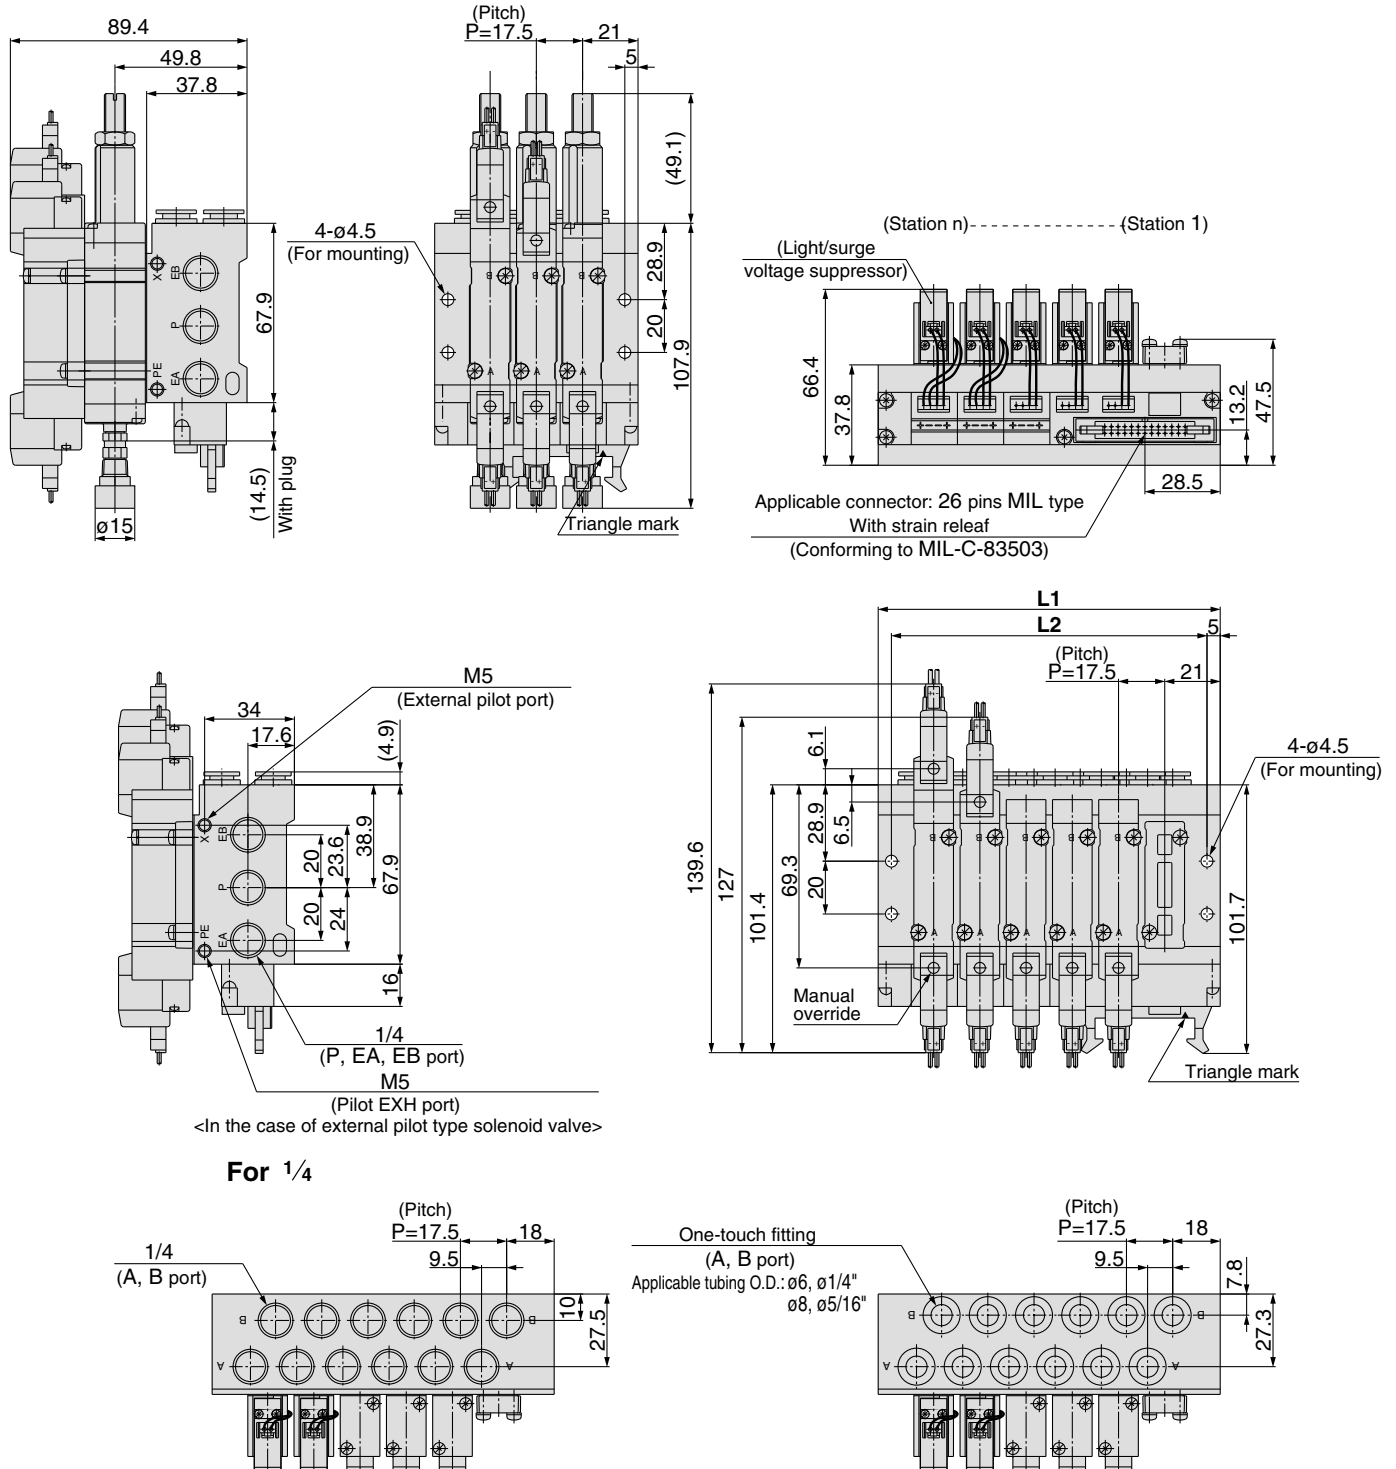 89.4
49.8
37.8
67.9
(14.5)
With plug
ø15
X
EB
P
PE
EA
(Pitch)
P=17.5
21
5
(49.1)
4-ø4.5
(For mounting)
28.9
20
107.9
B
B
B
A
A
A
Triangle mark
(Station n)
(Station 1)
(Light/surge
voltage suppressor)
66.4
37.8
13.2
47.5
28.5
Applicable connector: 26 pins MIL type
With strain releaf
(Conforming to MIL-C-83503)
M5
(External pilot port)
34
17.6
(4.9)
X
EB
P
PE
EA
20
23.6
38.9
67.9
20
24
16
1/4
(P, EA, EB port)
M5
(Pilot EXH port)
<In the case of external pilot type solenoid valve>
L1
L2
5
(Pitch)
P=17.5
21
4-ø4.5
(For mounting)
139.6
127
101.4
69.3
6.1
28.9
6.5
20
101.7
B
B
B
B
B
A
A
A
A
A
Manual
override
Triangle mark
For 1/4
(Pitch)
P=17.5
18
9.5
1/4
(A, B port)
10
27.5
B
B
A
A
(Pitch)
P=17.5
18
9.5
One-touch fitting
(A, B port)
Applicable tubing O.D.: ø6, ø1/4"
ø8, ø5/16"
7.8
27.3
B
B
A
A